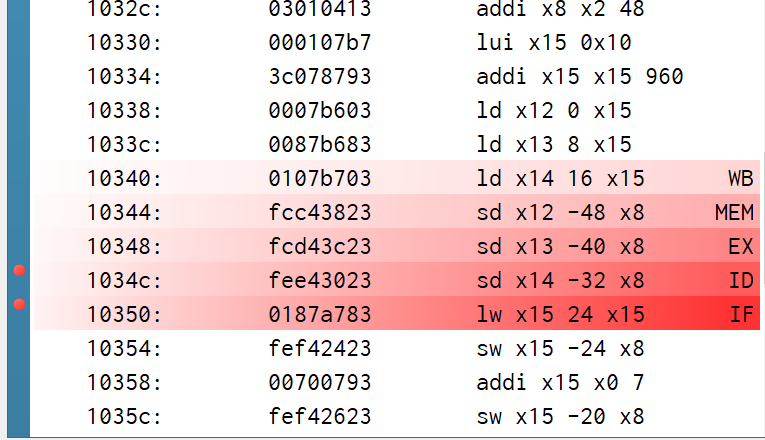 1032c: 03010413 addi x8 x2 48
10330: 000107b7 lui x15 0x10
10334: 3c078793 addi x15 x15 960
10338: 0007b603 ld x12 0 x15
1033c: 0087b683 ld x13 8 x15
10340: 0107b703 ld x14 16 x15 WB
10344: fcc43823 sd x12 -48 x8 MEM
10348: fcd43c23 sd x13 -40 x8 EX
1034c: fee43023 sd x14 -32 x8 ID
10350: 0187a783 lw x15 24 x15 IF
10354: fef42423 sw x15 -24 x8
10358: 00700793 addi x15 x0 7
1035c: fef42623 sw x15 -20 x8